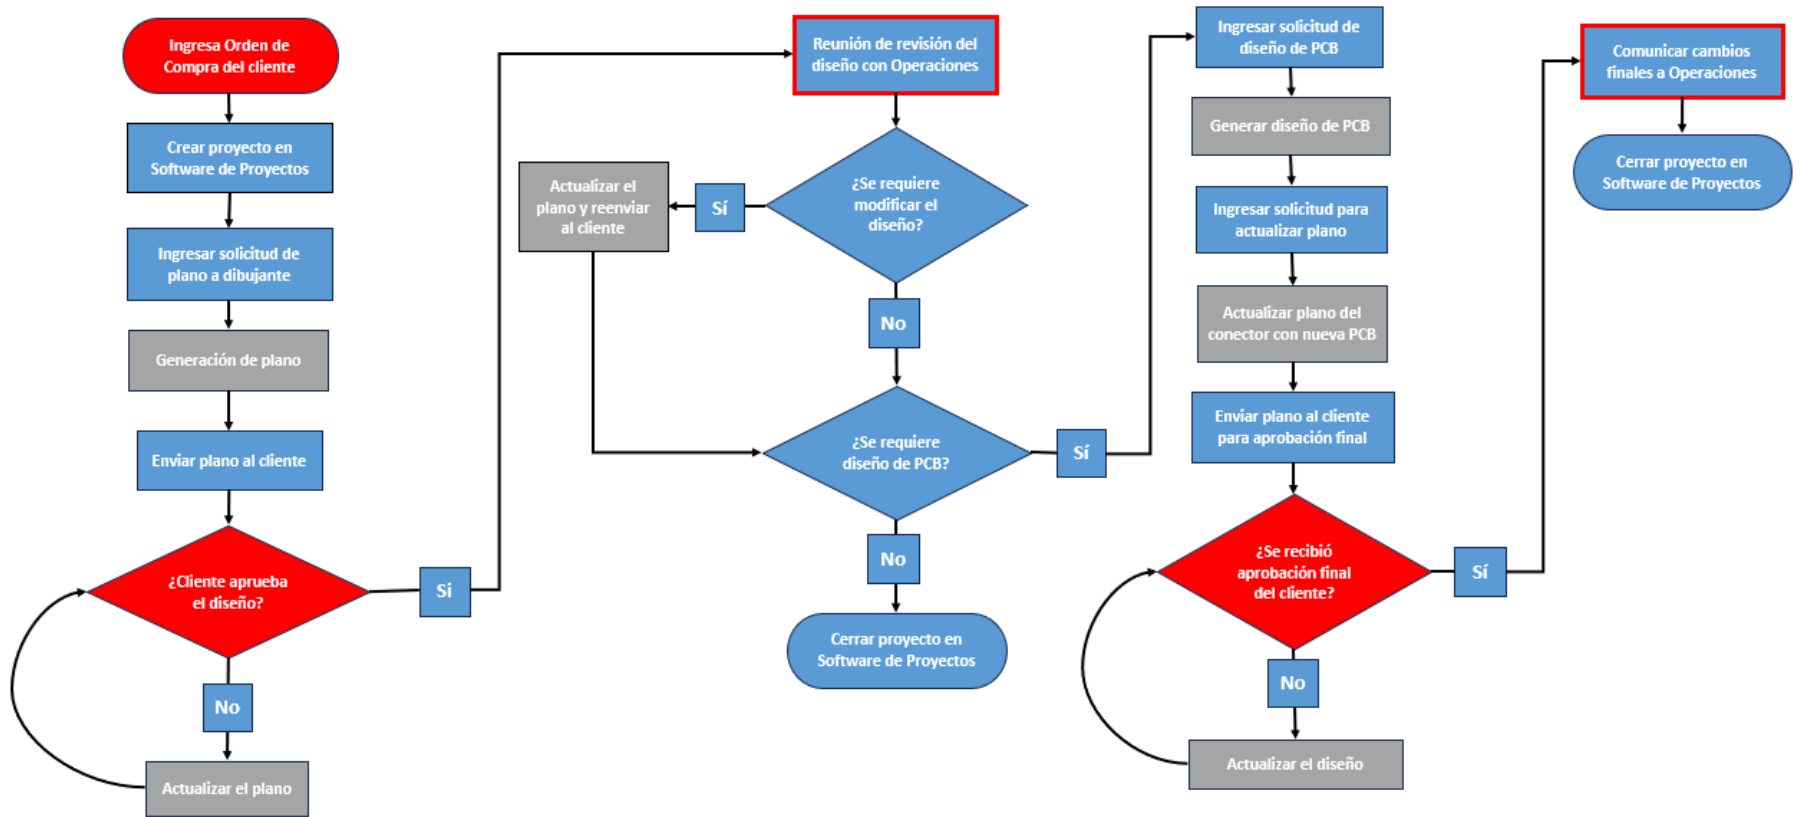 Ingresa Orden de
Compra del cliente
Crear proyecto en
Software de Proyectos
Ingresar solicitud de
plano a dibujante
Generación de plano
Enviar plano al cliente
¿Cliente aprueba
el diseño?
Si
No
Actualizar el plano
Reunión de revisión del
diseño con Operaciones
¿Se requiere
modificar el
diseño?
Sí
Actualizar el
plano y reenviar
al cliente
No
¿Se requiere
diseño de PCB?
Sí
No
Cerrar proyecto en
Software de Proyectos
Ingresar solicitud de
diseño de PCB
Generar diseño de PCB
Ingresar solicitud para
actualizar plano
Actualizar plano del
conector con nueva PCB
Enviar plano al cliente
para aprobación final
¿Se recibió
aprobación final
del cliente?
Sí
No
Actualizar el diseño
Comunicar cambios
finales a Operaciones
Cerrar proyecto en
Software de Proyectos